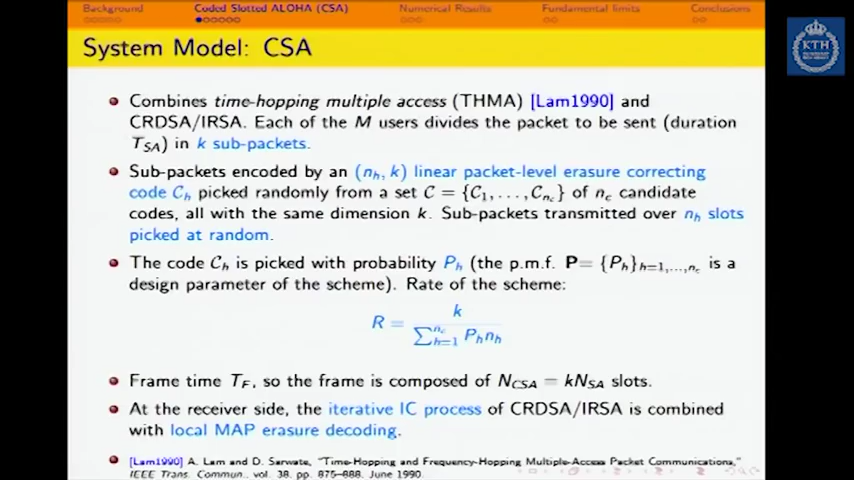 Background
Coded Slotted ALOHA (CSA)
Numerical Results
Fundamental limits
Conclusions
System Model: CSA
KTH
Combines time-hopping multiple access (THMA) [Lam1990] and
CRDSA/IRSA. Each of the M users divides the packet to be sent (duration
T_SA) in k sub-packets.
Sub-packets encoded by an (n_h, k) linear packet-level erasure correcting
code C_h picked randomly from a set C = {C_1, . . . , C_{n_c}} of n_c candidate
codes, all with the same dimension k. Sub-packets transmitted over n_h slots
picked at random.
The code C_h is picked with probability P_h (the p.m.f. P= {P_h}_{h=1,...,n_c} is a
design parameter of the scheme). Rate of the scheme:
R = k / ∑_{h=1}^{n_c} P_h n_h
Frame time T_F, so the frame is composed of N_CSA = kN_SA slots.
At the receiver side, the iterative IC process of CRDSA/IRSA is combined
with local MAP erasure decoding.
[Lam1990] A. Lam and D. Sarwate, "Time-Hopping and Frequency-Hopping Multiple-Access Packet Communications,"
IEEE Trans. Commun., vol. 38, pp. 875–888, June 1990.